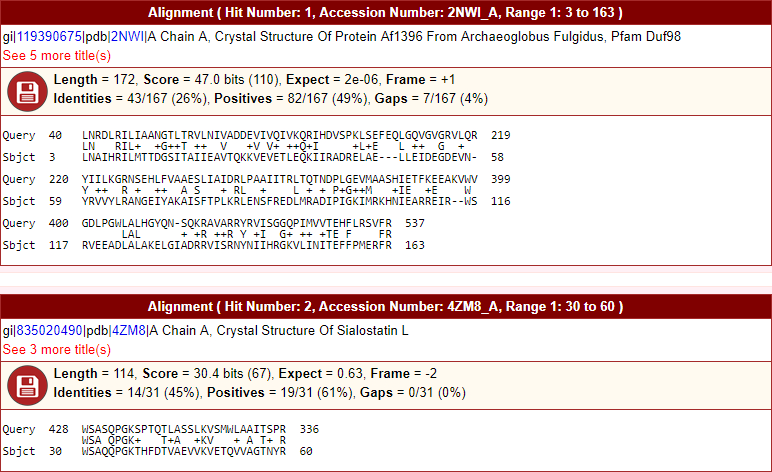 Alignment ( Hit Number: 1, Accession Number: 2NWI_A, Range 1: 3 to 163 )
gi|119390675|pdb|2NWI|A Chain A, Crystal Structure Of Protein Af1396 From Archaeoglobus Fulgidus, Pfam Duf98
See 5 more title(s)
Length = 172, Score = 47.0 bits (110), Expect = 2e-06, Frame = +1
Identities = 43/167 (26%), Positives = 82/167 (49%), Gaps = 7/167 (4%)
Query  40   LNRDLRILIAANGTLTRVLNIVADDEVIVQIVKQRIHDVSPKLSEFEQLGQVGVGRVLQR  219
            LN   RIL+   +G++T ++   V    +V V+ ++Q+I     +L+E    L++  G   +
Sbjct  3    LNAIHRILMTTDGSITAIIEAVTQKKVEVETLEQKIIRADRELAE---LLEIDEGDEVN-  58
Query  220  YIILKGRNSEHLFVAAESLIAIDRLPAAIITRLTQTNDPLGEVMAASHIETFKEEAKVWV  399
            Y ++   R +  ++  A S   + RL   +    L + + P+G++M    +IE   +E    W
Sbjct  59   YRVVYLRANGEIYAKAISFTPLKRLENSFREDLMRADIPIGKIMRKHNIEARREIR--WS  116
Query  400  GDLPGWLALHGYQN-SQKRAVARRYRVISGGQPIMVVTEHFLRSVFR  537
                  LAL      + +R ++R Y +I  G+ ++ +TE F    FR
Sbjct  117  RVEEADLALAKELGIADRRVISRNYNIIHRGKVLINITEFFPMERFR  163
Alignment ( Hit Number: 2, Accession Number: 4ZM8_A, Range 1: 30 to 60 )
gi|835020490|pdb|4ZM8|A Chain A, Crystal Structure Of Sialostatin L
See 3 more title(s)
Length = 114, Score = 30.4 bits (67), Expect = 0.63, Frame = -2
Identities = 14/31 (45%), Positives = 19/31 (61%), Gaps = 0/31 (0%)
Query  428  WSASQPGKSPTQTLASSLKVSMWLAAITSPR  336
            WSA QPGK+   T+A  +KV   + A T+ R
Sbjct  30   WSAQQPGKTHFDTVAEVVKVETQVVAGTNYR  60